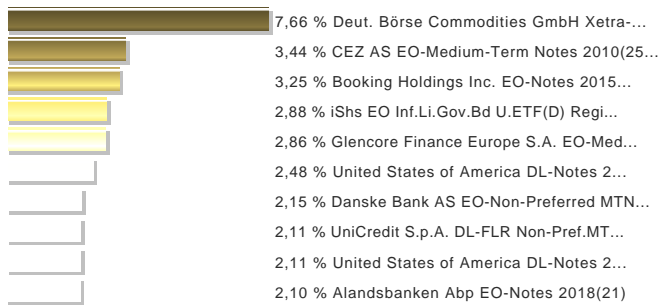 7,66 % Deut. Börse Commodities GmbH Xetra-...
3,44 % CEZ AS EO-Medium-Term Notes 2010(25...
3,25 % Booking Holdings Inc. EO-Notes 2015...
2,88 % iShs EO Inf.Li.Gov.Bd U.ETF(D) Regi...
2,86 % Glencore Finance Europe S.A. EO-Med...
2,48 % United States of America DL-Notes 2...
2,15 % Danske Bank AS EO-Non-Preferred MTN...
2,11 % UniCredit S.p.A. DL-FLR Non-Pref.MT...
2,11 % United States of America DL-Notes 2...
2,10 % Alandsbanken Abp EO-Notes 2018(21)